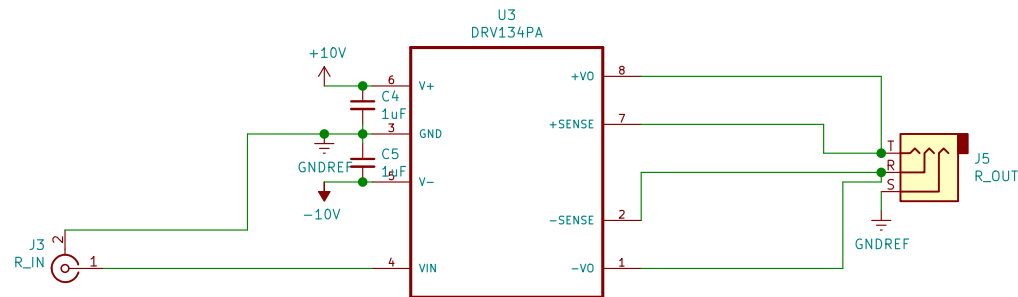 U3
DRV134PA
+10V
6
V+
C4
1uF
3
GND
GNDREF
C5
1uF
5
V-
-10V
J3
R_IN
2
1
4
VIN
+VO
8
+SENSE
7
-SENSE
2
-VO
1
T
R
S
J5
R_OUT
GNDREF